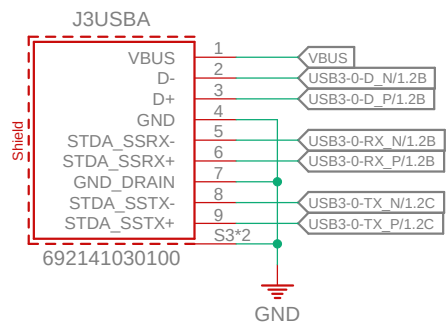 J3USBA
Shield
VBUS 1 VBUS
D- 2 USB3-0-D_N/1.2B
D+ 3 USB3-0-D_P/1.2B
GND 4
STDA_SSRX- 5 USB3-0-RX_N/1.2B
STDA_SSRX+ 6 USB3-0-RX_P/1.2B
GND_DRAIN 7
STDA_SSTX- 8 USB3-0-TX_N/1.2C
STDA_SSTX+ 9 USB3-0-TX_P/1.2C
S3*2
692141030100
GND